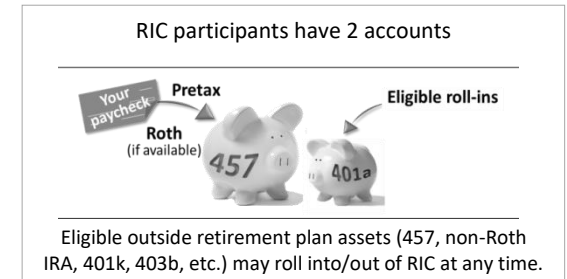 RIC participants have 2 accounts
Your
paycheck
Pretax
Roth
(if available)
457
Eligible roll-ins
401a
Eligible outside retirement plan assets (457, non-Roth
IRA, 401k, 403b, etc.) may roll into/out of RIC at any time.